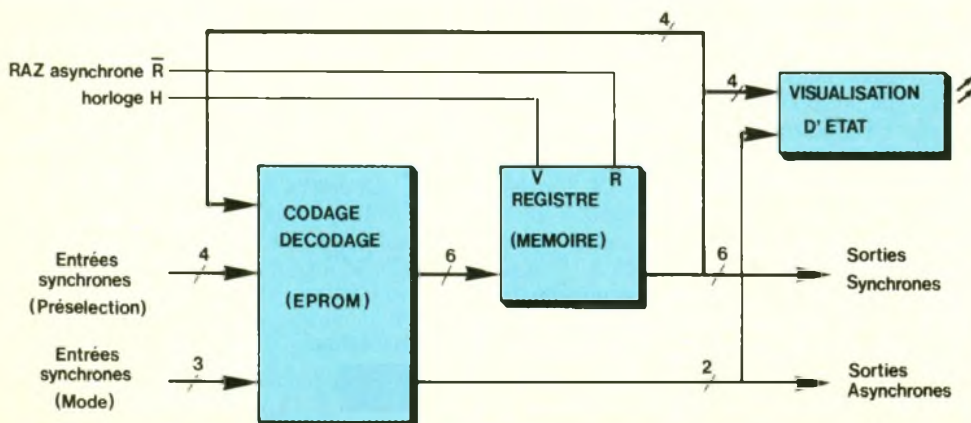 4
RAZ asynchrone R̅
horloge H
4
VISUALISATION
D' ETAT
V R
REGISTRE
(MEMOIRE)
CODAGE
DECODAGE
(EPROM)
Entrées
synchrones
(Préselection)
4
6
6
Sorties
Synchrones
Entrées
synchrones
(Mode)
3
2
Sorties
Asynchrones